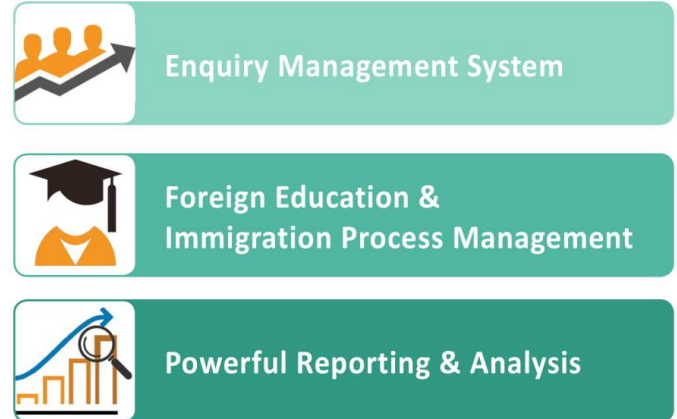 Enquiry Management System
Foreign Education &
Immigration Process Management
Powerful Reporting & Analysis